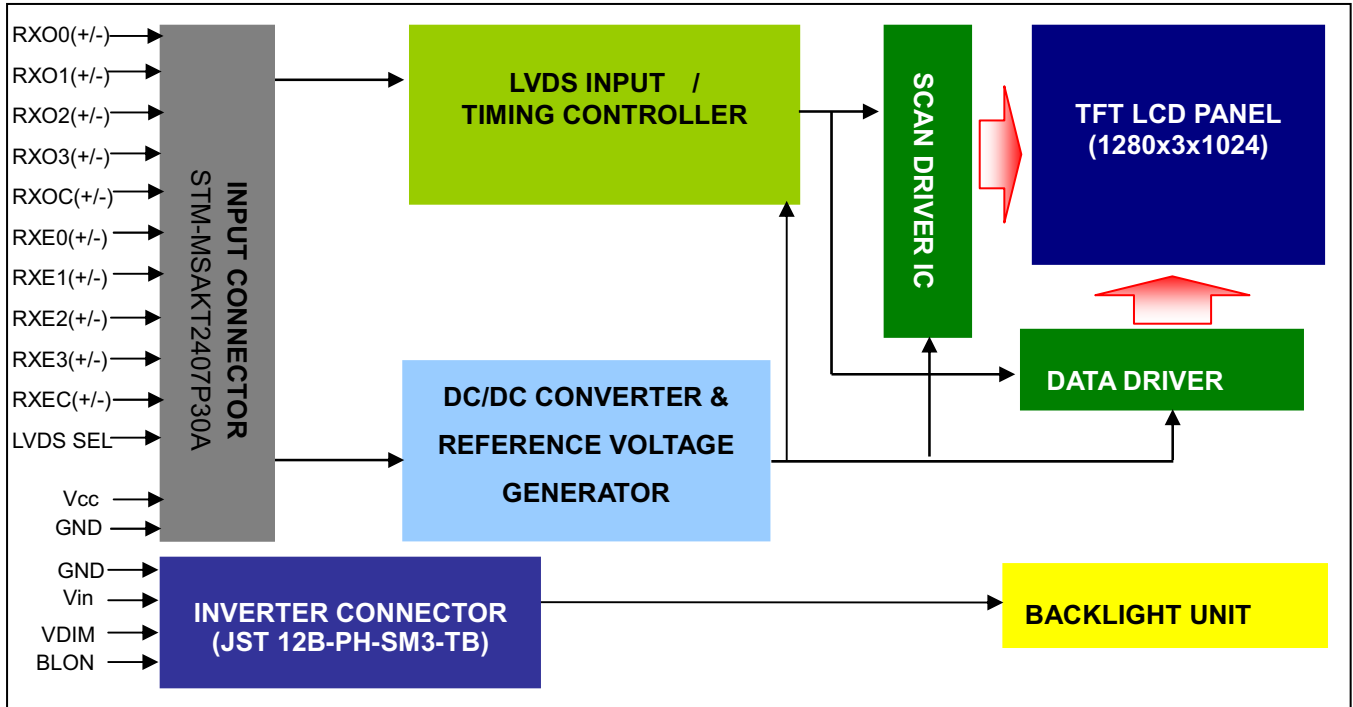 RXO0(+/-)
RXO1(+/-)
RXO2(+/-)
RXO3(+/-)
RXOC(+/-)
RXE0(+/-)
RXE1(+/-)
RXE2(+/-)
RXE3(+/-)
RXEC(+/-)
LVDS SEL
Vcc
GND
INPUT CONNECTOR
STM-MSAKT2407P30A
LVDS INPUT /
TIMING CONTROLLER
SCAN DRIVER IC
TFT LCD PANEL
(1280x3x1024)
DC/DC CONVERTER &
REFERENCE VOLTAGE
GENERATOR
DATA DRIVER
GND
Vin
VDIM
BLON
INVERTER CONNECTOR
(JST 12B-PH-SM3-TB)
BACKLIGHT UNIT